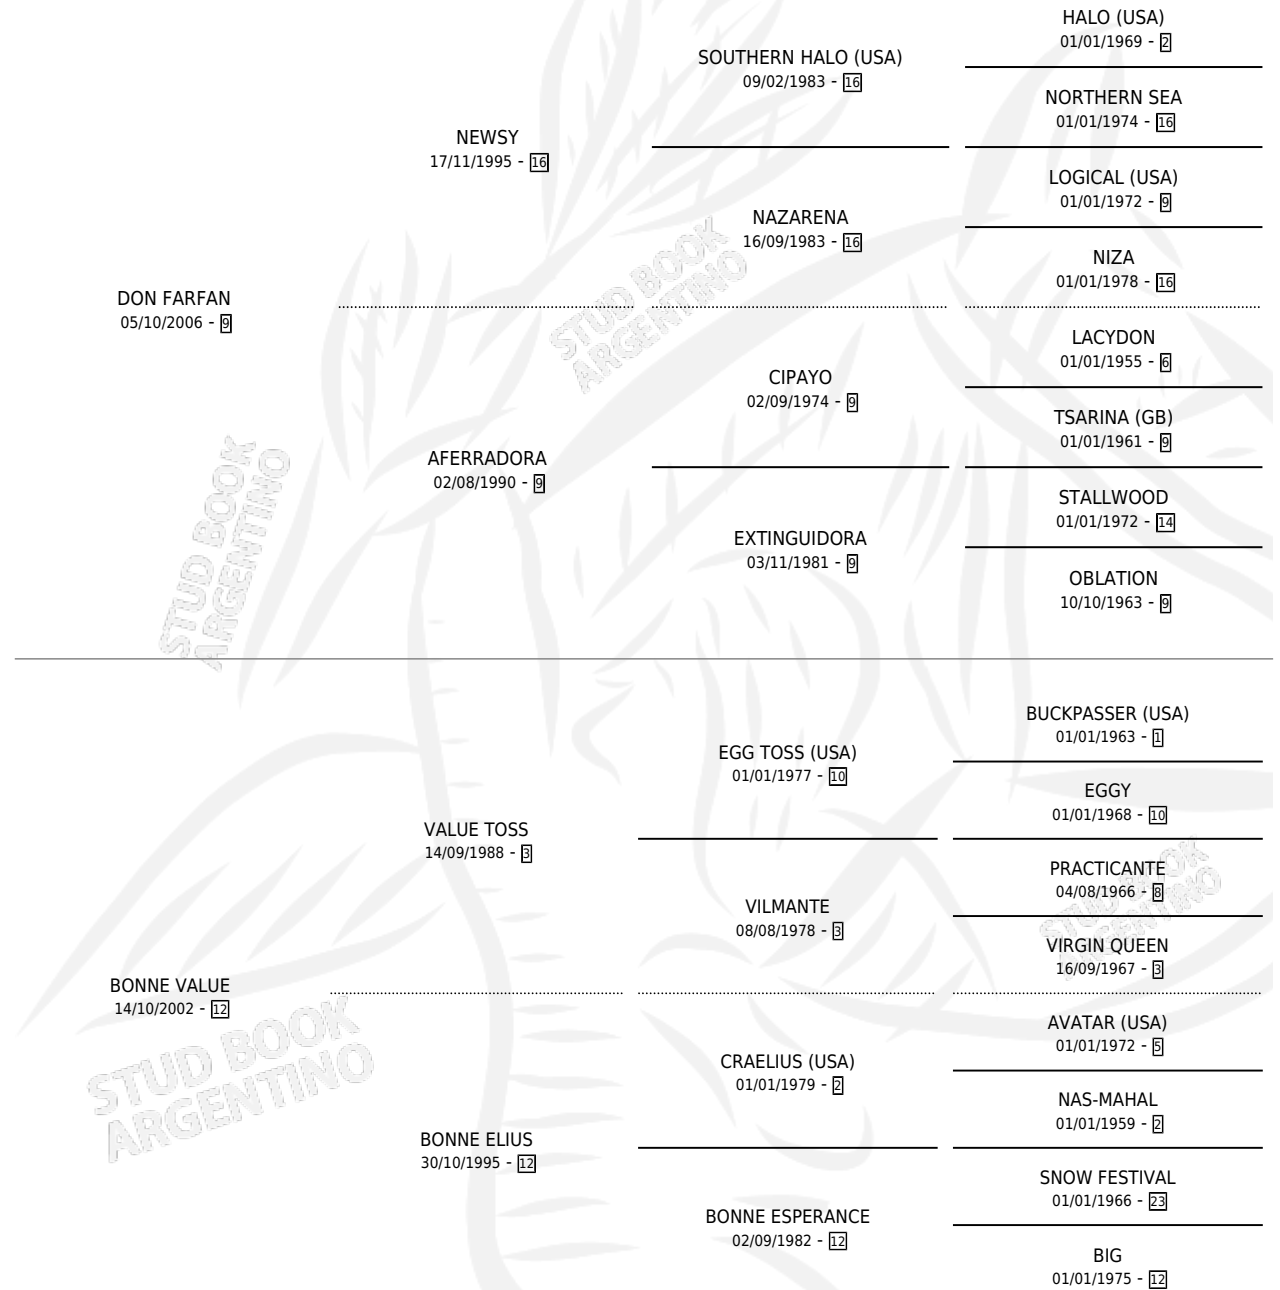 HALO (USA)
01/01/1969 - 2
SOUTHERN HALO (USA)
09/02/1983 - 16
NORTHERN SEA
01/01/1974 - 16
NEWSY
17/11/1995 - 16
LOGICAL (USA)
01/01/1972 - 9
NAZARENA
16/09/1983 - 16
NIZA
01/01/1978 - 16
DON FARFAN
05/10/2006 - 9
LACYDON
01/01/1955 - 6
CIPAYO
02/09/1974 - 9
TSARINA (GB)
01/01/1961 - 9
AFERRADORA
02/08/1990 - 9
STALLWOOD
01/01/1972 - 14
EXTINGUIDORA
03/11/1981 - 9
OBLATION
10/10/1963 - 9
BUCKPASSER (USA)
01/01/1963 - 1
EGG TOSS (USA)
01/01/1977 - 10
EGGY
01/01/1968 - 10
VALUE TOSS
14/09/1988 - 3
PRACTICANTE
04/08/1966 - 8
VILMANTE
08/08/1978 - 3
VIRGIN QUEEN
16/09/1967 - 3
BONNE VALUE
14/10/2002 - 12
AVATAR (USA)
01/01/1972 - 5
CRAELIUS (USA)
01/01/1979 - 2
NAS-MAHAL
01/01/1959 - 2
BONNE ELIUS
30/10/1995 - 12
SNOW FESTIVAL
01/01/1966 - 23
BONNE ESPERANCE
02/09/1982 - 12
BIG
01/01/1975 - 12
STUD BOOK
ARGENTINO
STUD BOOK
ARGENTINO
STUD BOOK
ARGENTINO
STUD BOOK
ARGENTINO